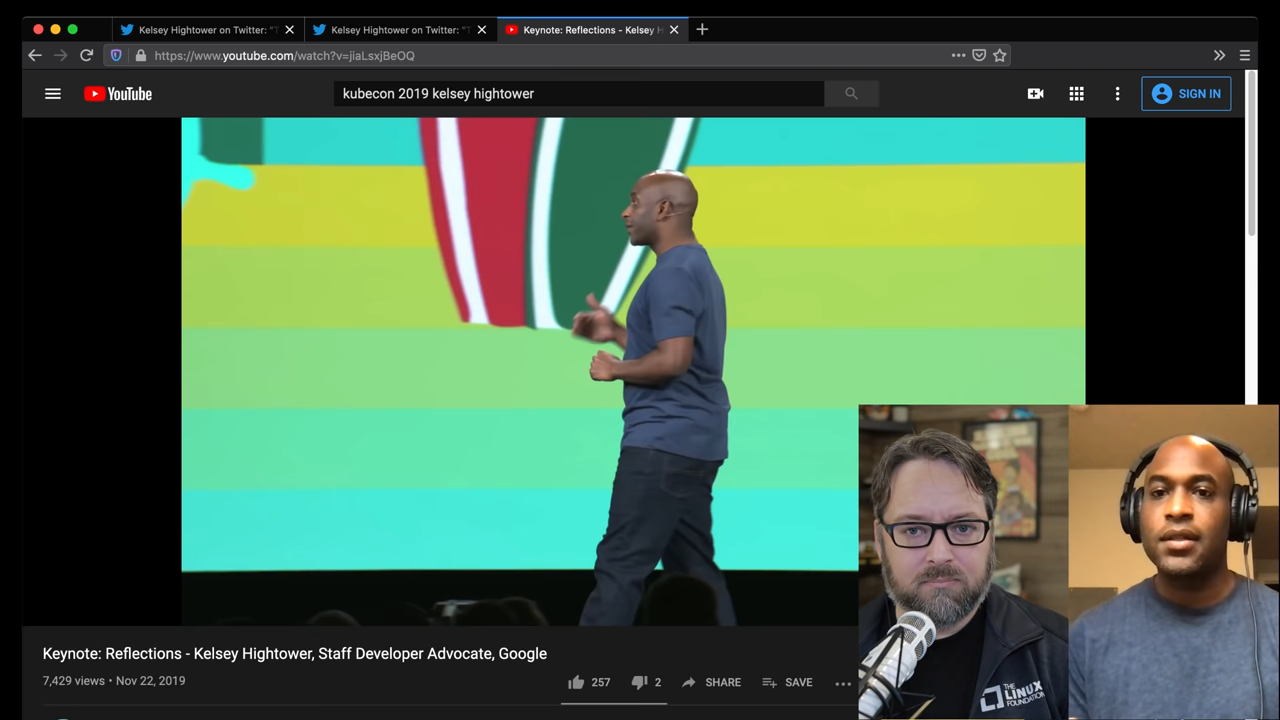 Kelsey Hightower on Twitter: "T
Kelsey Hightower on Twitter: "T
Keynote: Reflections - Kelsey H
https://www.youtube.com/watch?v=jiaLsxjBeOQ
YouTube
kubecon 2019 kelsey hightower
SIGN IN
Keynote: Reflections - Kelsey Hightower, Staff Developer Advocate, Google
7,429 views • Nov 22, 2019
257
2
SHARE
SAVE
THE
LINUX
FOUNDATION